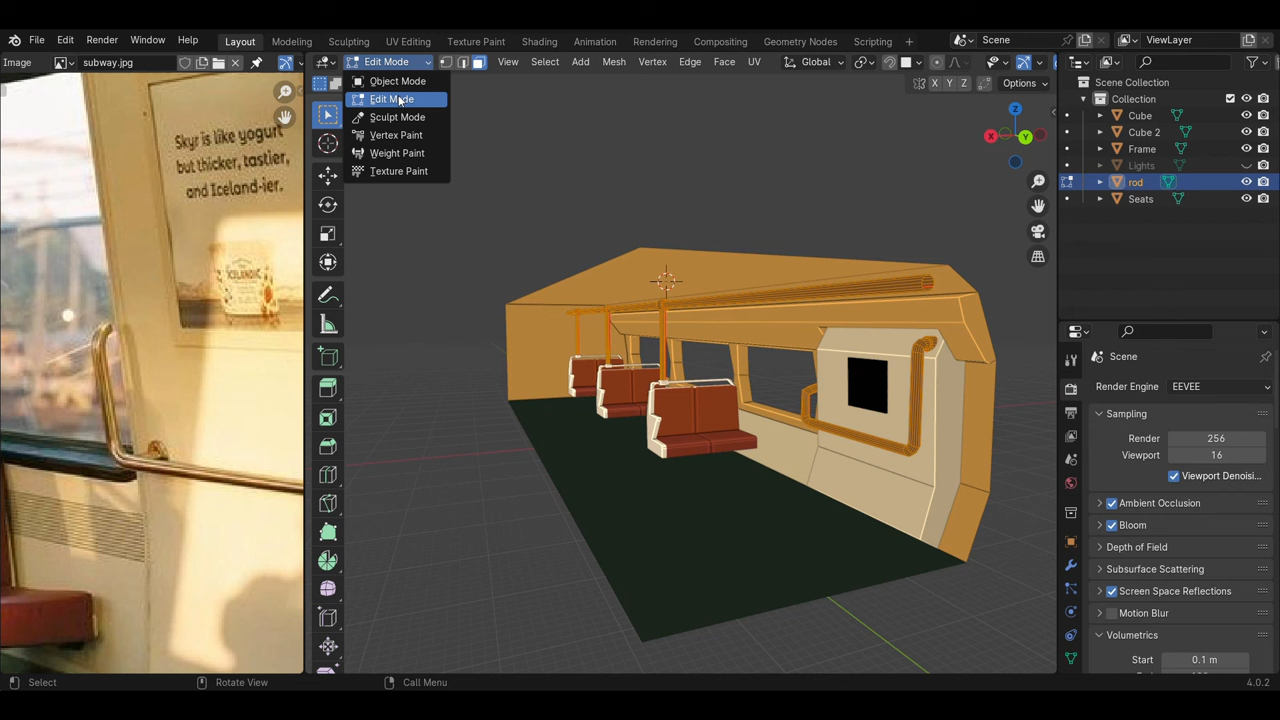 File Edit Render Window Help
Layout Modeling Sculpting UV Editing Texture Paint Shading Animation Rendering Compositing Geometry Nodes Scripting +
Scene
ViewLayer
Image
subway.jpg
Edit Mode
View Select Add Mesh Vertex Edge Face UV
Global
Options
X Y Z
Object Mode
Edit Mode
Sculpt Mode
Vertex Paint
Weight Paint
Texture Paint
Skyr is like yogurt
but thicker, tastier,
and Iceland-ier.
ICELANDIC
Z
X
Y
Scene Collection
Collection
Cube
Cube 2
Frame
Lights
rod
Seats
Scene
Render Engine EEVEE
Sampling
Render 256
Viewport 16
Viewport Denoisi...
Ambient Occlusion
Bloom
Depth of Field
Subsurface Scattering
Screen Space Reflections
Motion Blur
Volumetrics
Start 0.1 m
Select
Rotate View
Call Menu
4.0.2